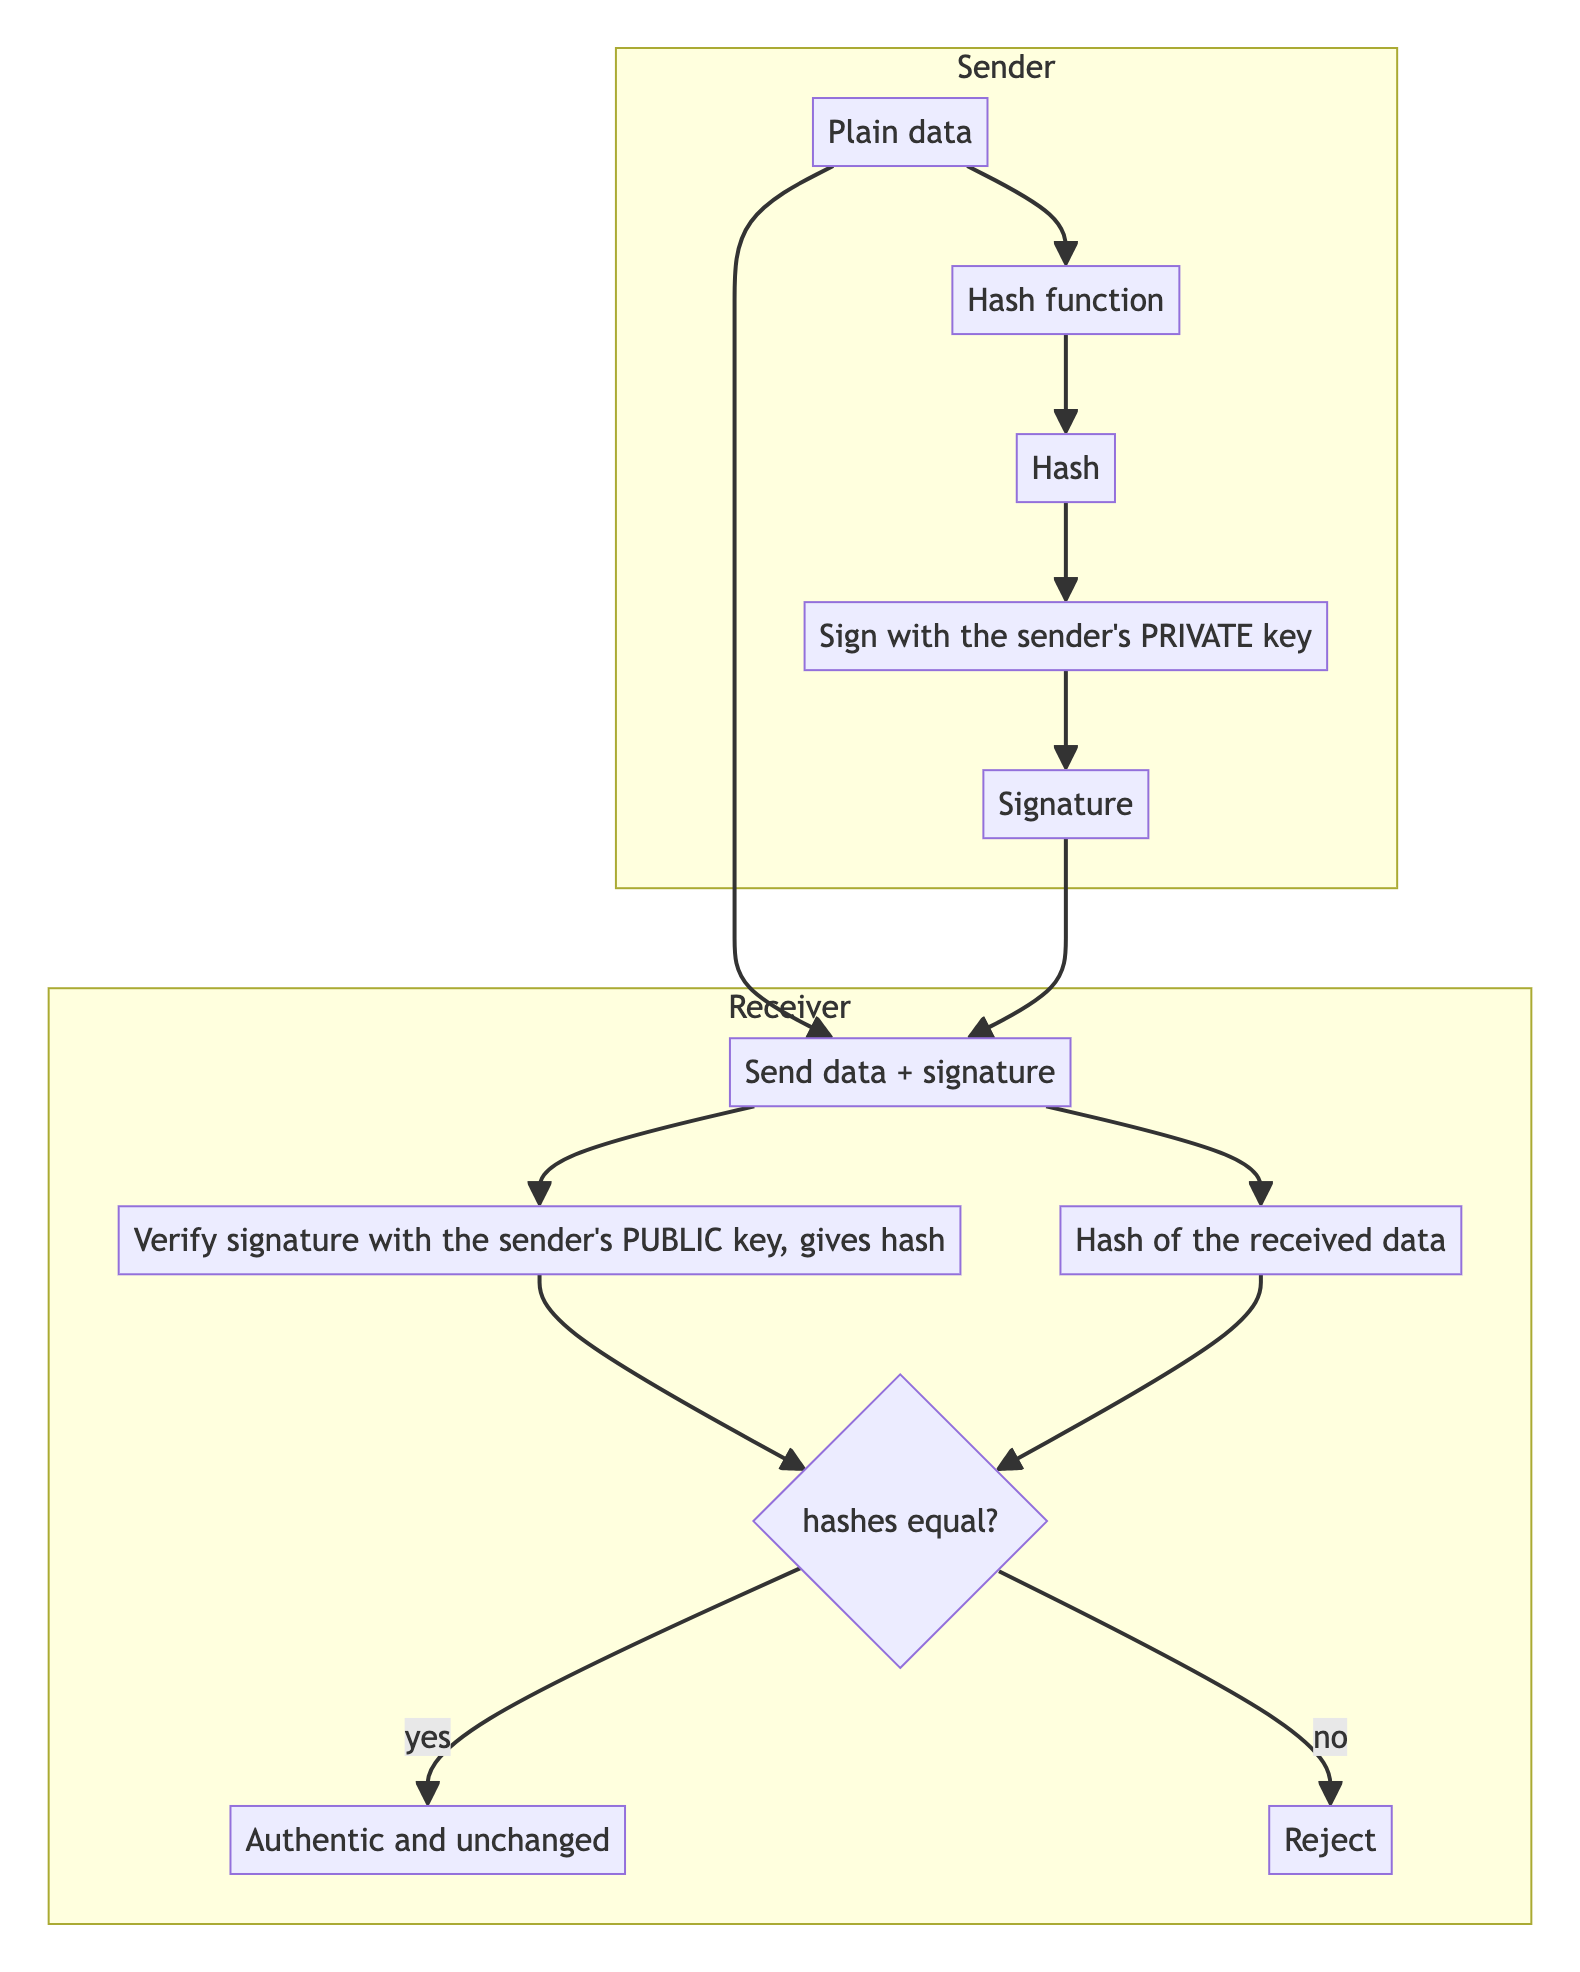 Sender
Plain data
Hash function
Hash
Sign with the sender's PRIVATE key
Signature
Receiver
Send data + signature
Verify signature with the sender's PUBLIC key, gives hash
Hash of the received data
hashes equal?
yes
no
Authentic and unchanged
Reject